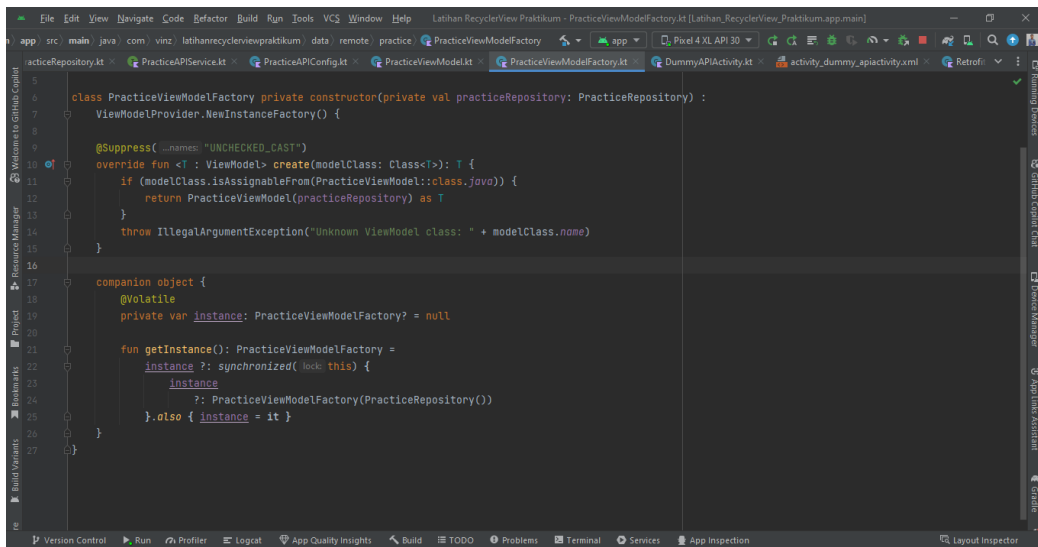 File Edit View Navigate Code Refactor Build Run Tools VCS Window Help Latihan RecyclerView Praktikum - PracticeViewModelFactory.kt [Latihan_RecyclerView_Praktikum.app.main]
app src main java com vinz latihanrecyclerviewpraktikum data remote practice PracticeViewModelFactory app Pixel 4 XL API 30
acticeRepository.kt PracticeAPIService.kt PracticeAPIConfig.kt PracticeViewModel.kt PracticeViewModelFactory.kt DummyAPIActivity.kt activity_dummy_apiactivity.xml Retrofi
5
6 class PracticeViewModelFactory private constructor(private val practiceRepository: PracticeRepository) :
7 ViewModelProvider.NewInstanceFactory() {
8
9 @Suppress( ...names: "UNCHECKED_CAST")
10 override fun <T : ViewModel> create(modelClass: Class<T>): T {
11 if (modelClass.isAssignableFrom(PracticeViewModel::class.java)) {
12 return PracticeViewModel(practiceRepository) as T
13 }
14 throw IllegalArgumentException("Unknown ViewModel class: " + modelClass.name)
15 }
16
17 companion object {
18 @Volatile
19 private var instance: PracticeViewModelFactory? = null
20
21 fun getInstance(): PracticeViewModelFactory =
22 instance ?: synchronized( lock: this) {
23 instance
24 ?: PracticeViewModelFactory(PracticeRepository())
25 }.also { instance = it }
26 }
27 }
Welcome to GitHub Copilot
Resource Manager
Project
Bookmarks
Build Variants
Running Devices
GitHub Copilot Chat
Device Manager
App Links Assistant
Gradle
Version Control Run Profiler Logcat App Quality Insights Build TODO Problems Terminal Services App Inspection Layout Inspector